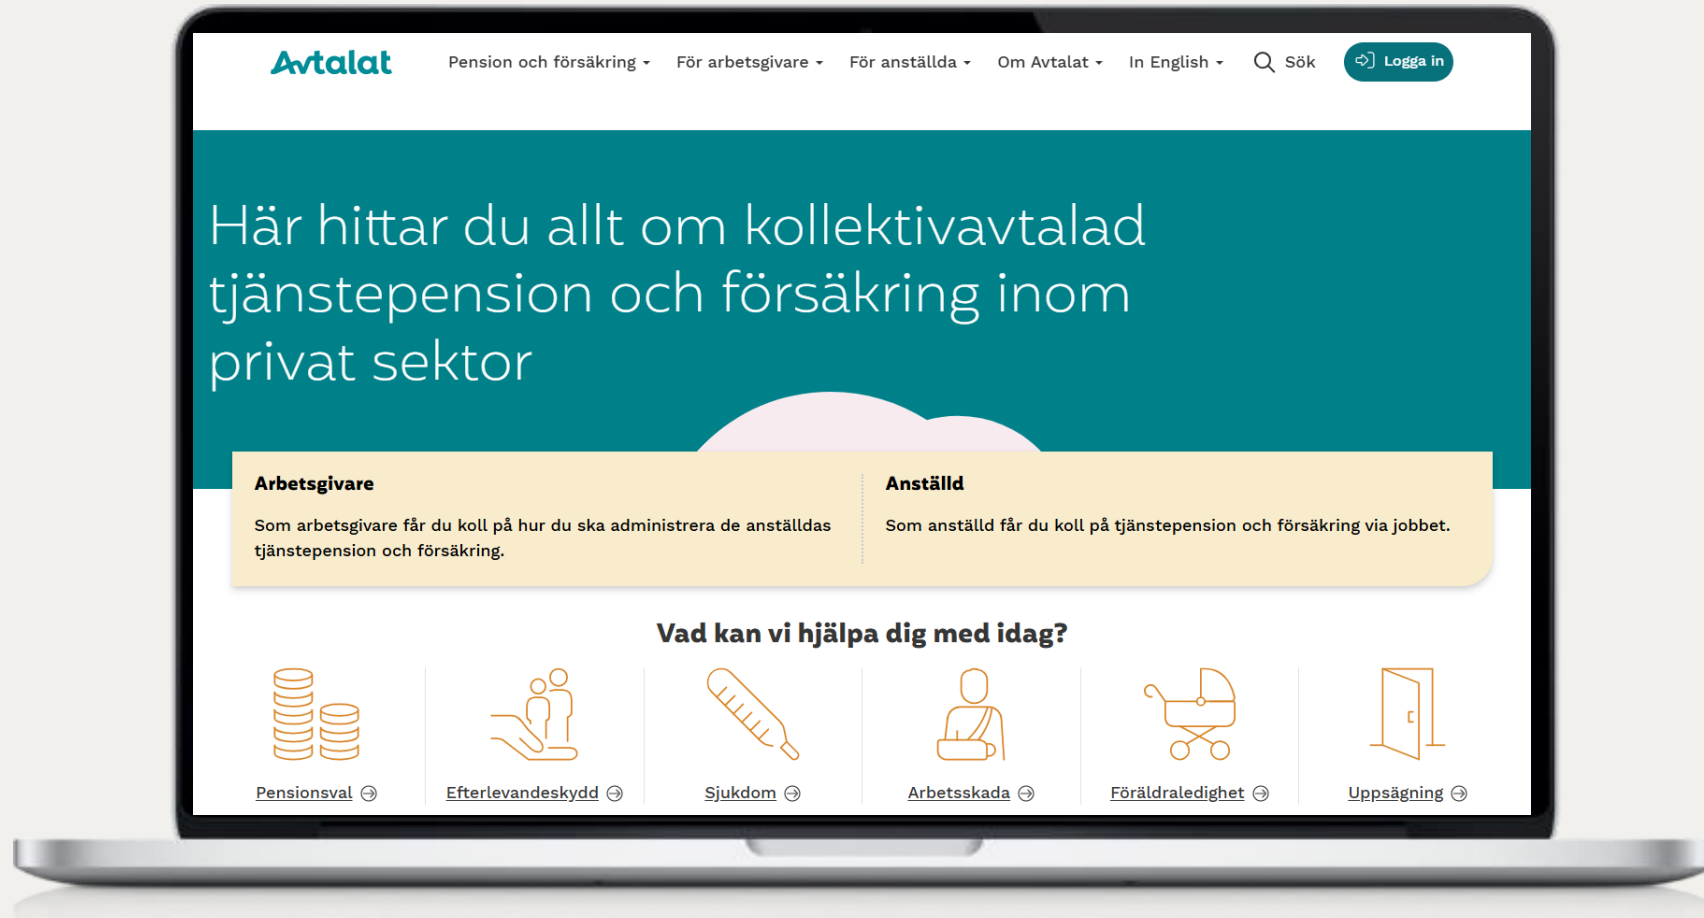 Avtalat
Pension och försäkring
För arbetsgivare
För anställda
Om Avtalat
In English
Sök
Logga in
Här hittar du allt om kollektivavtalad
tjänstepension och försäkring inom
privat sektor
Arbetsgivare
Som arbetsgivare får du koll på hur du ska administrera de anställdas
tjänstepension och försäkring.
Anställd
Som anställd får du koll på tjänstepension och försäkring via jobbet.
Vad kan vi hjälpa dig med idag?
Pensionsval
Efterlevandeskydd
Sjukdom
Arbetsskada
Föräldraledighet
Uppsägning